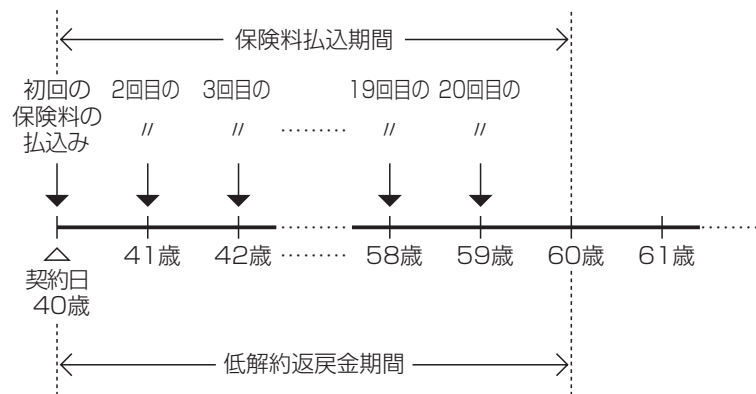 保険料払込期間
初回の 2回目の 3回目の 19回目の 20回目の
保険料の 〃 〃 ……… 〃 〃
払込み
41歳 42歳 ……… 58歳 59歳 60歳 61歳
契約日
40歳
低解約返戻金期間